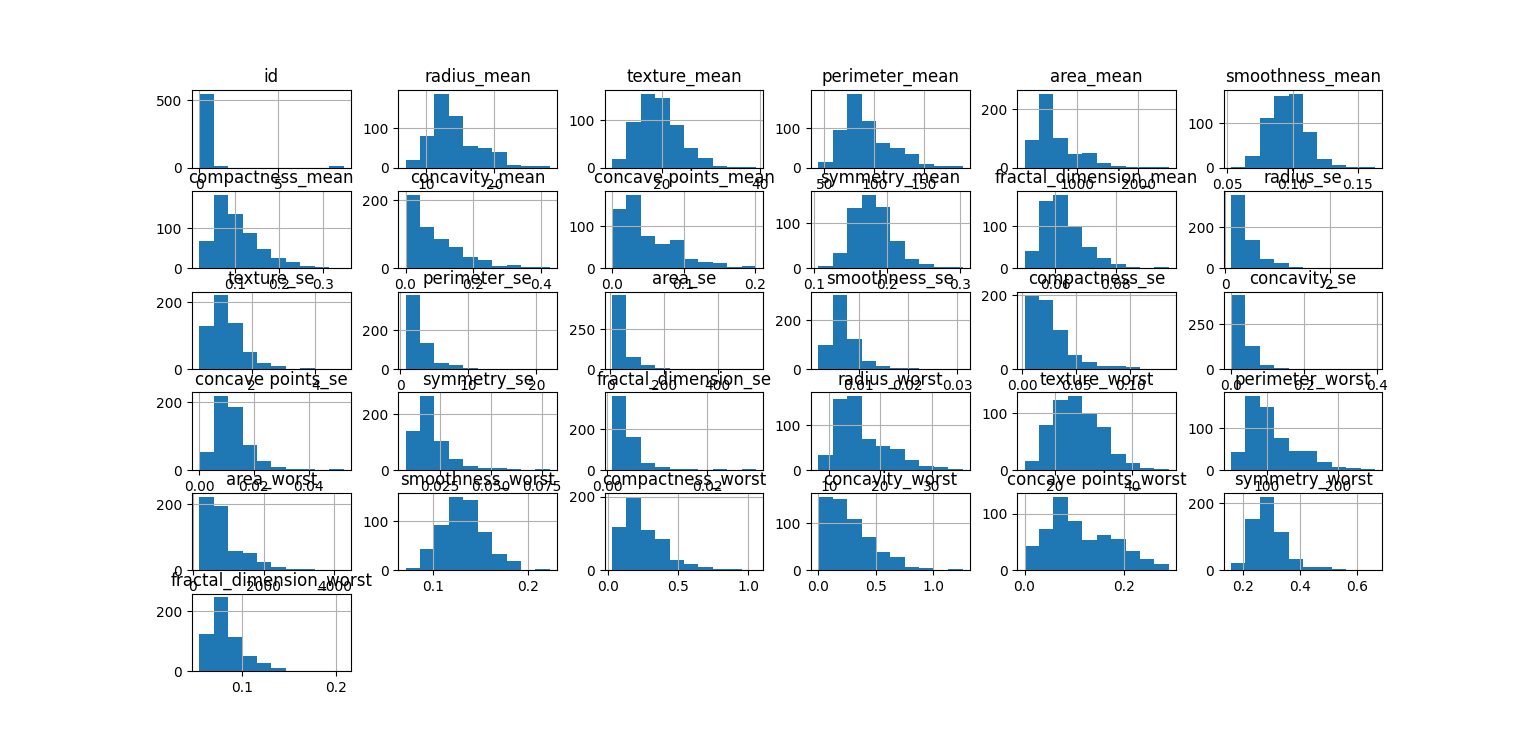 id radius_mean texture_mean perimeter_mean area_mean smoothness_mean
500 100 100 100 200 100
0 0 0 0 0 0
0 5 10 20 20 40 50 100 150 1000 2000 0.05 0.10 0.15
compactness_mean concavity_mean concave points_mean symmetry_mean fractal_dimension_mean radius_se
100 200 100 100 100 200
0 0 0 0 0 0
0.1 0.2 0.3 0.0 0.2 0.4 0.0 0.1 0.2 0.1 0.2 0.3 0.06 0.08 0 2
texture_se perimeter_se area_se smoothness_se compactness_se concavity_se
200 200 250 200 200 250
0 0 0 0 0 0
2 4 0 10 20 0 200 400 0.01 0.02 0.03 0.00 0.05 0.10 0.0 0.2 0.4
concave points_se symmetry_se fractal_dimension_se radius_worst texture_worst perimeter_worst
200 200 200 100 100 100
0 0 0 0 0 0
0.00 0.02 0.04 0.025 0.050 0.075 0.00 0.02 10 20 30 20 40 100 200
area_worst smoothness_worst compactness_worst concavity_worst concave points_worst symmetry_worst
200 100 200 100 100 200
0 0 0 0 0 0
0 2000 4000 0.1 0.2 0.0 0.5 1.0 0.0 0.5 1.0 0.0 0.2 0.2 0.4 0.6
fractal_dimension_worst
200
0
0.1 0.2